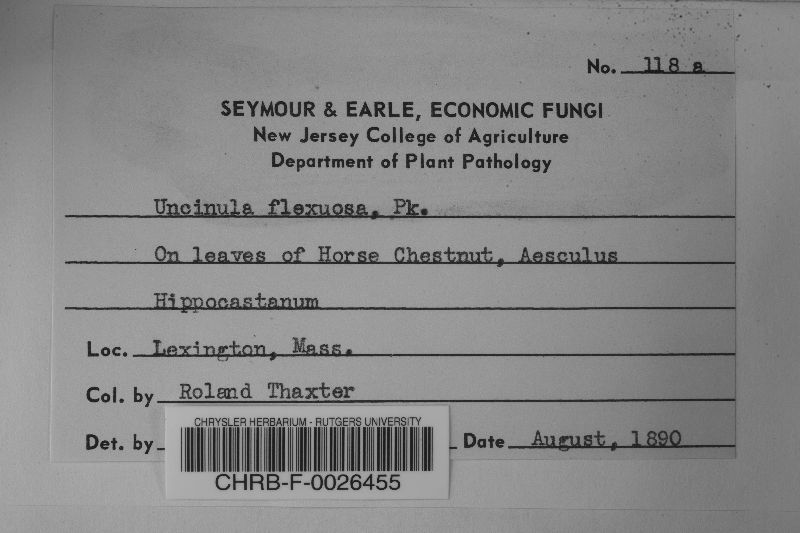 No. 118 a
SEYMOUR & EARLE, ECONOMIC FUNGI
New Jersey College of Agriculture
Department of Plant Pathology
Uncinula flexuosa, Pk.
On leaves of Horse Chestnut, Aesculus
Hippocastanum
Loc. Lexington, Mass.
Col. by Roland Thaxter
Det. by Date August, 1890
CHRYSLER HERBARIUM - RUTGERS UNIVERSITY
CHRB-F-0026455